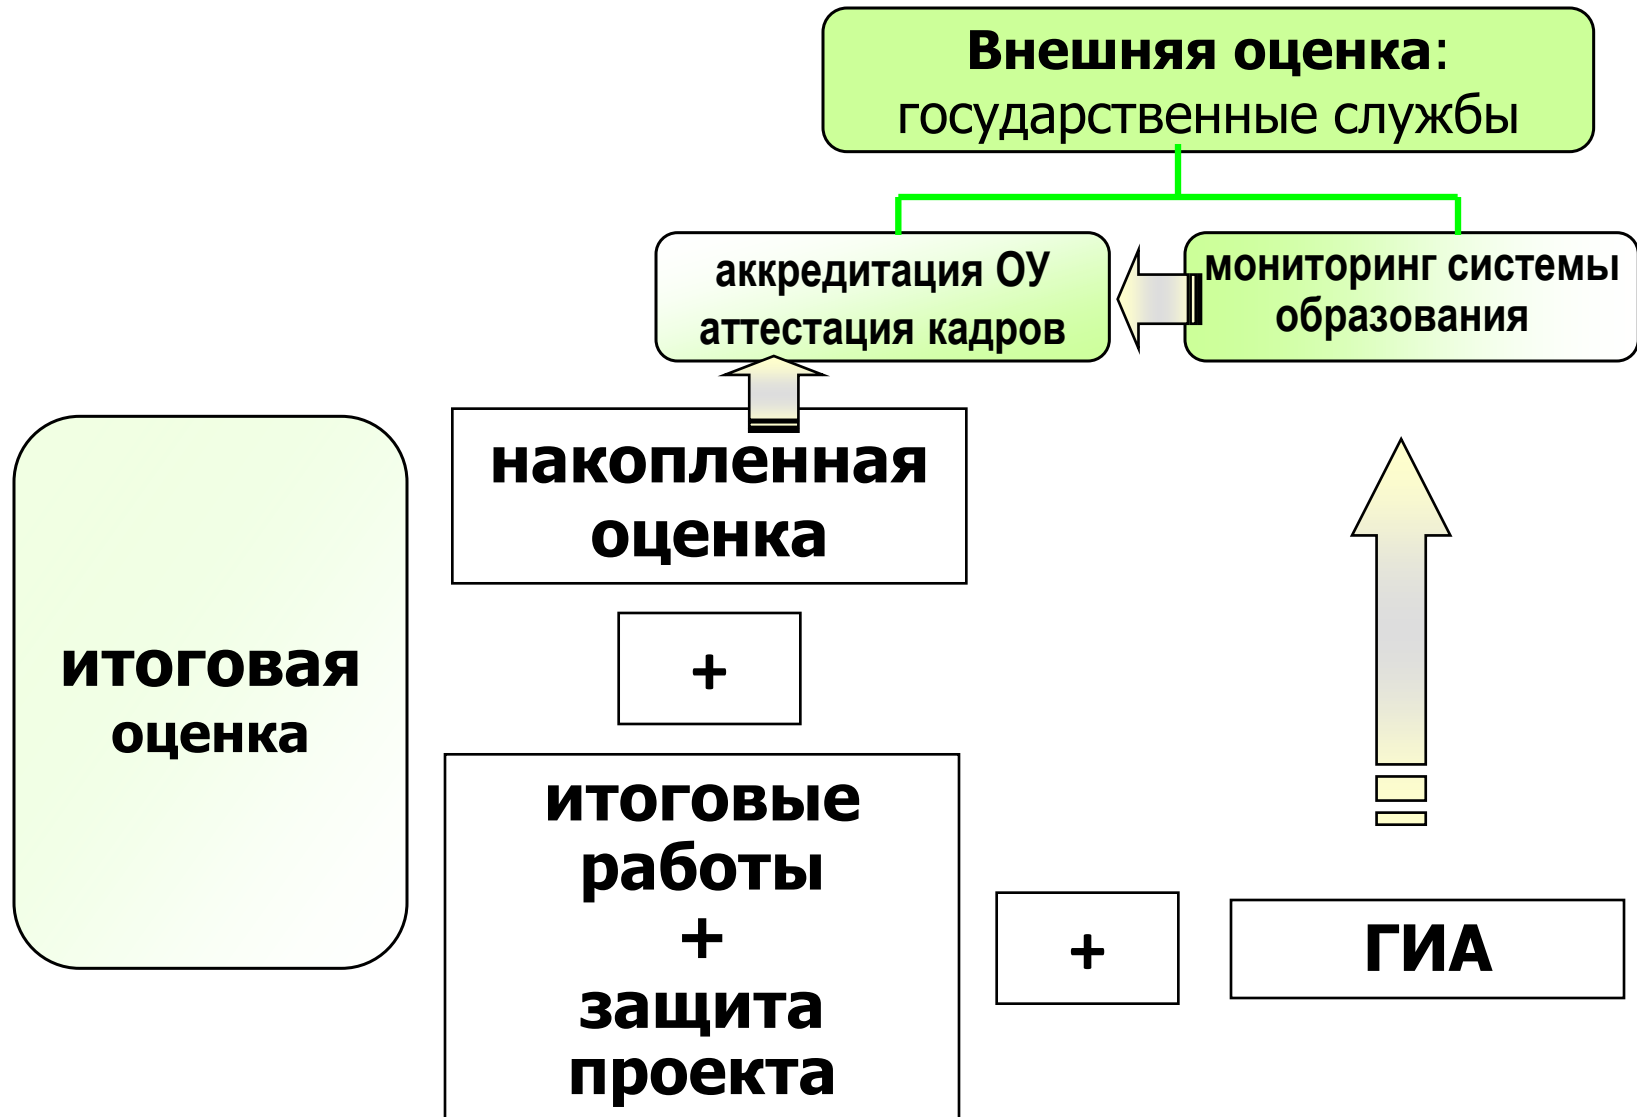 Внешняя оценка:
государственные службы
аккредитация ОУ
аттестация кадров
мониторинг системы
образования
накопленная
оценка
итоговая
оценка
+
итоговые
работы
+
защита
проекта
+
ГИА